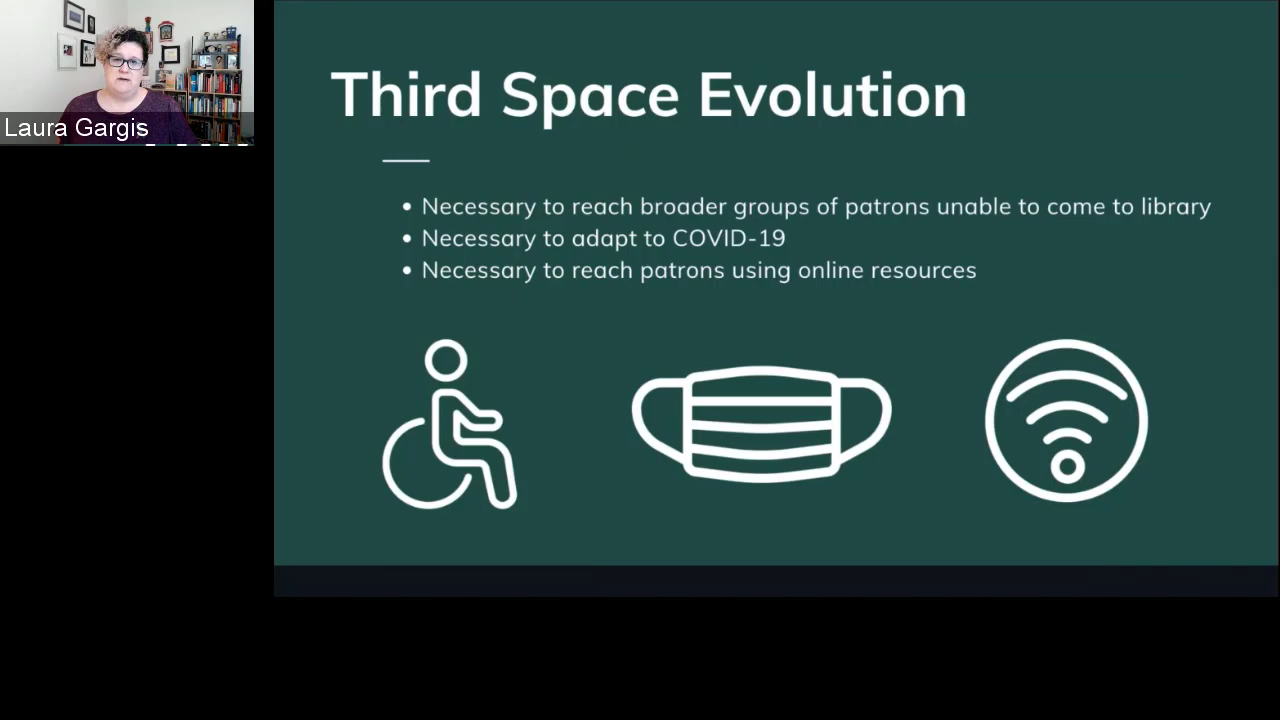 Laura Gargis
Third Space Evolution
Necessary to reach broader groups of patrons unable to come to library
Necessary to adapt to COVID-19
Necessary to reach patrons using online resources